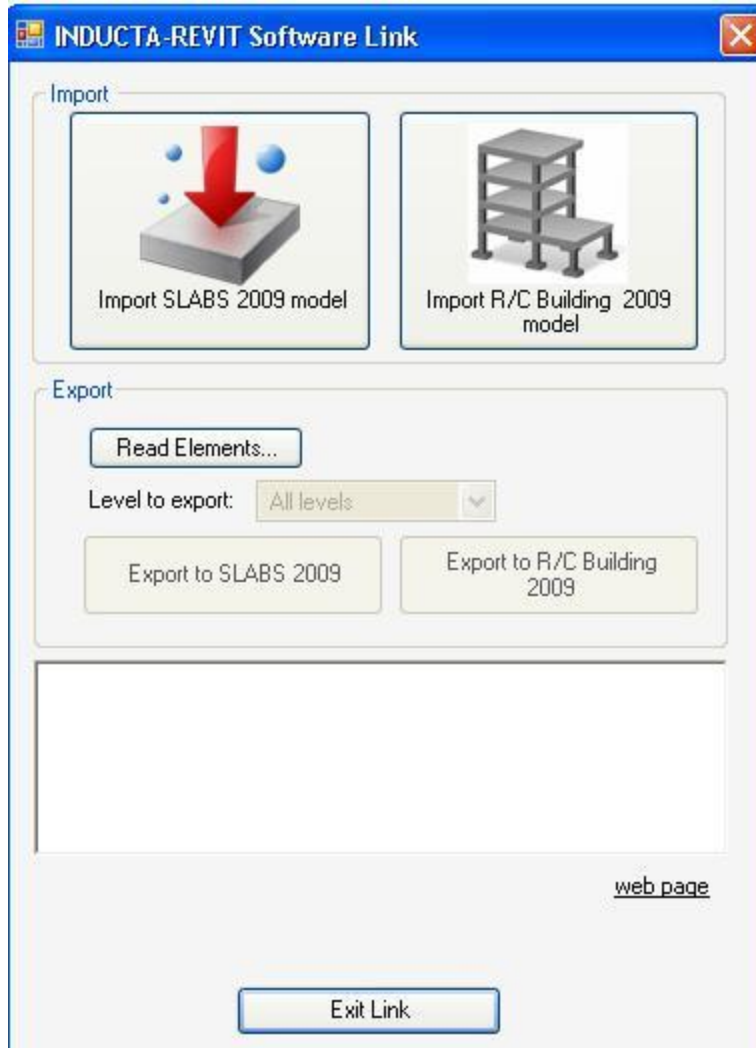 INDUCTA-REVIT Software Link
Import
Import SLABS 2009 model
Import R/C Building 2009
model
Export
Read Elements...
Level to export: All levels
Export to SLABS 2009
Export to R/C Building
2009
web page
Exit Link